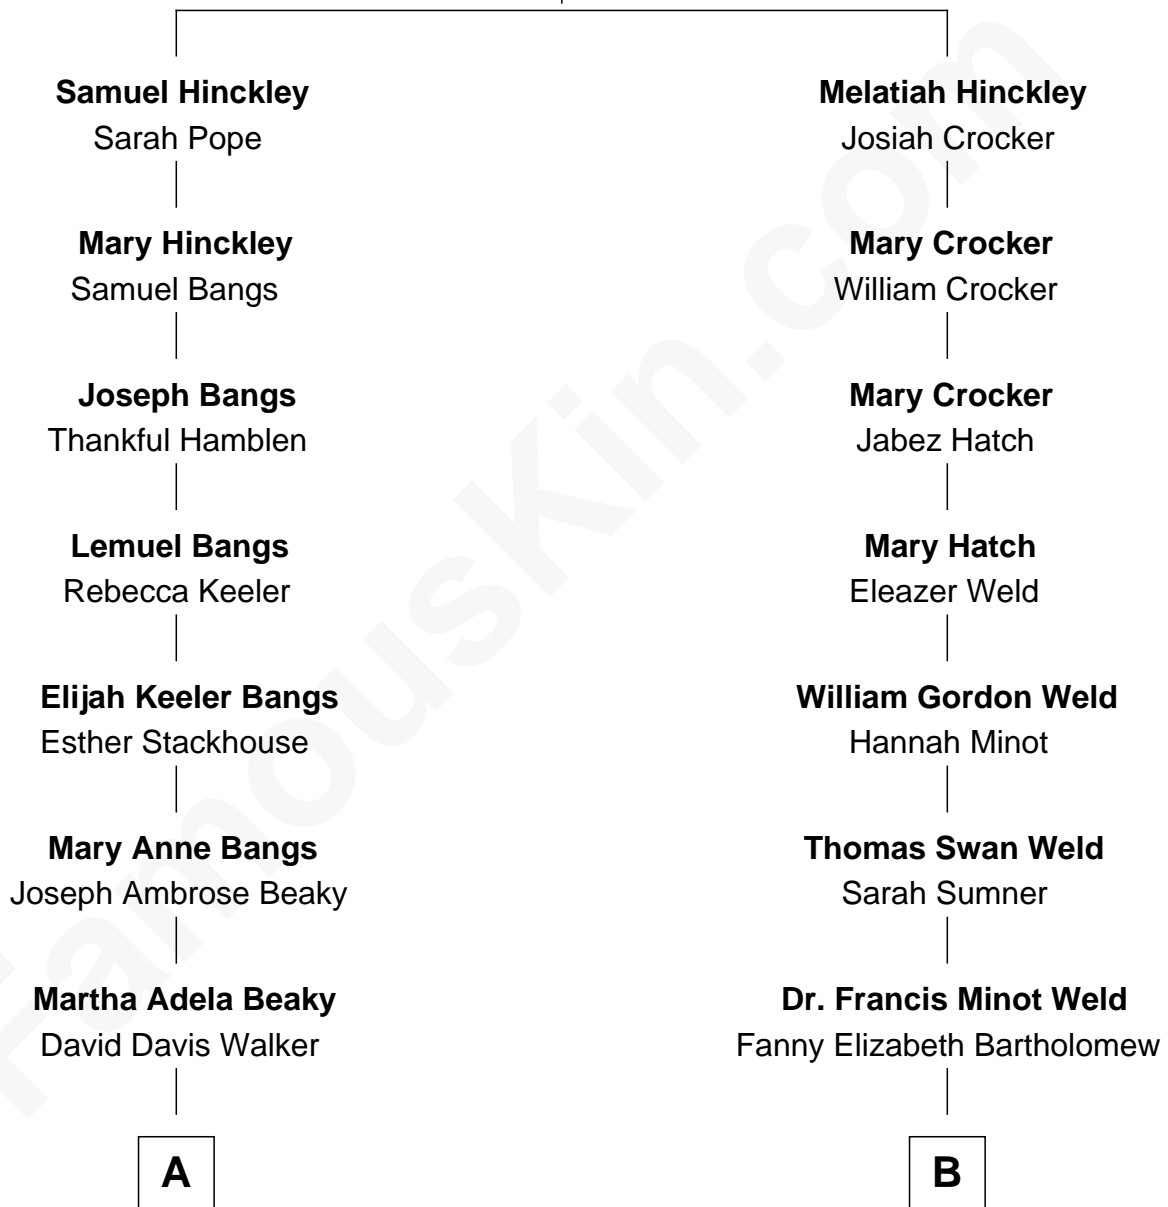 Samuel Hinckley
Sarah Pope
Mary Hinckley
Samuel Bangs
Joseph Bangs
Thankful Hamblen
Lemuel Bangs
Rebecca Keeler
Elijah Keeler Bangs
Esther Stackhouse
Mary Anne Bangs
Joseph Ambrose Beaky
Martha Adela Beaky
David Davis Walker
A
Melatiah Hinckley
Josiah Crocker
Mary Crocker
William Crocker
Mary Crocker
Jabez Hatch
Mary Hatch
Eleazer Weld
William Gordon Weld
Hannah Minot
Thomas Swan Weld
Sarah Sumner
Dr. Francis Minot Weld
Fanny Elizabeth Bartholomew
B
FamousKin.com